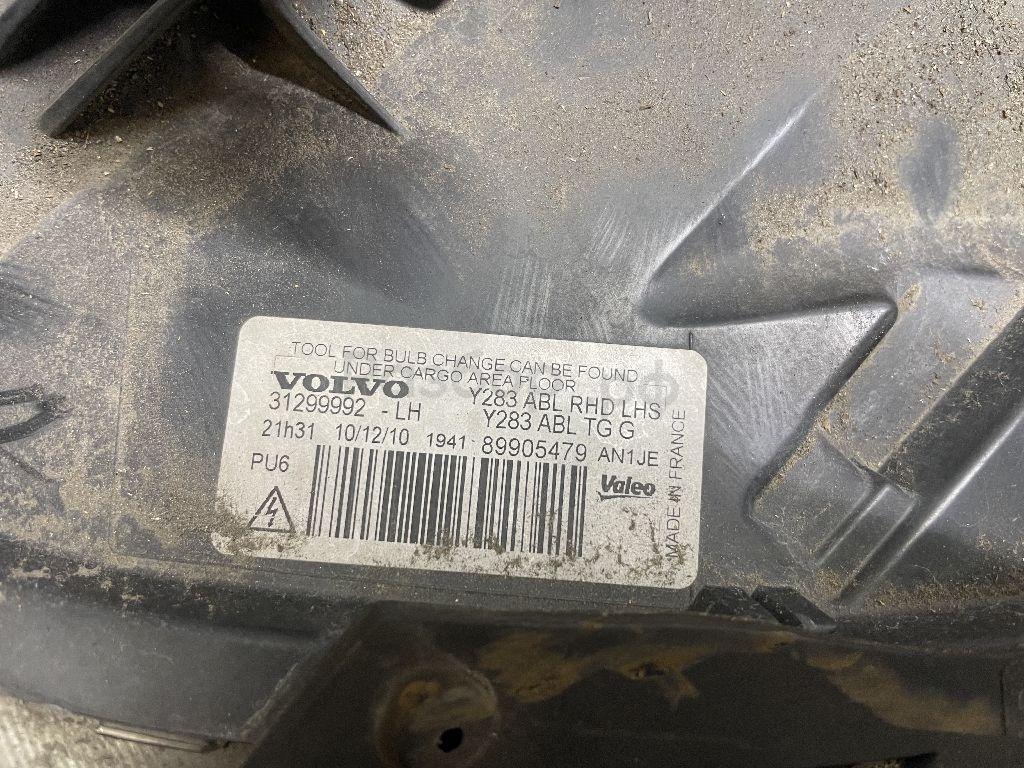 TOOL FOR BULB CHANGE CAN BE FOUND
UNDER CARGO AREA FLOOR
VOLVO
Y283 ABL RHD LHS
31299992 -LH
Y283 ABL TG G
21h31 10/12/10 1941 89905479 AN1JE
PU6
Valeo
MADE IN FRANCE